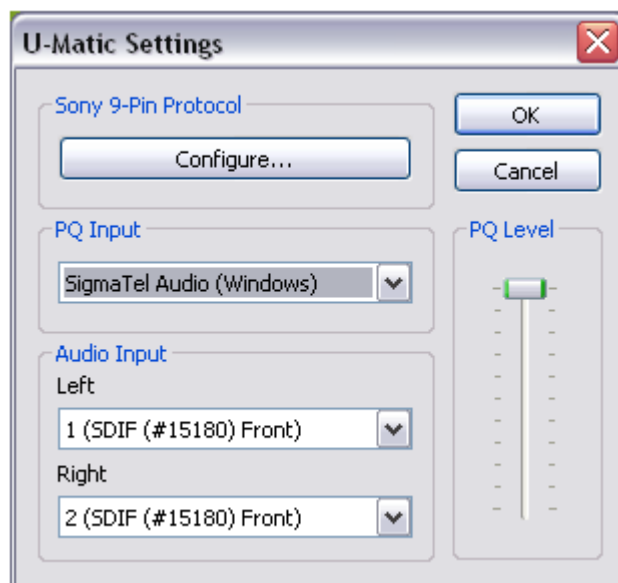 U-Matic Settings
Sony 9-Pin Protocol
Configure...
OK
Cancel
PQ Input
SigmaTel Audio (Windows)
PQ Level
Audio Input
Left
1 (SDIF (#15180) Front)
Right
2 (SDIF (#15180) Front)